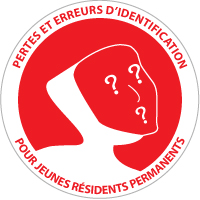 PERTES ET ERREURS D'IDENTIFICATION
? ?
?
POUR JEUNES RÉSIDENTS PERMANENTS